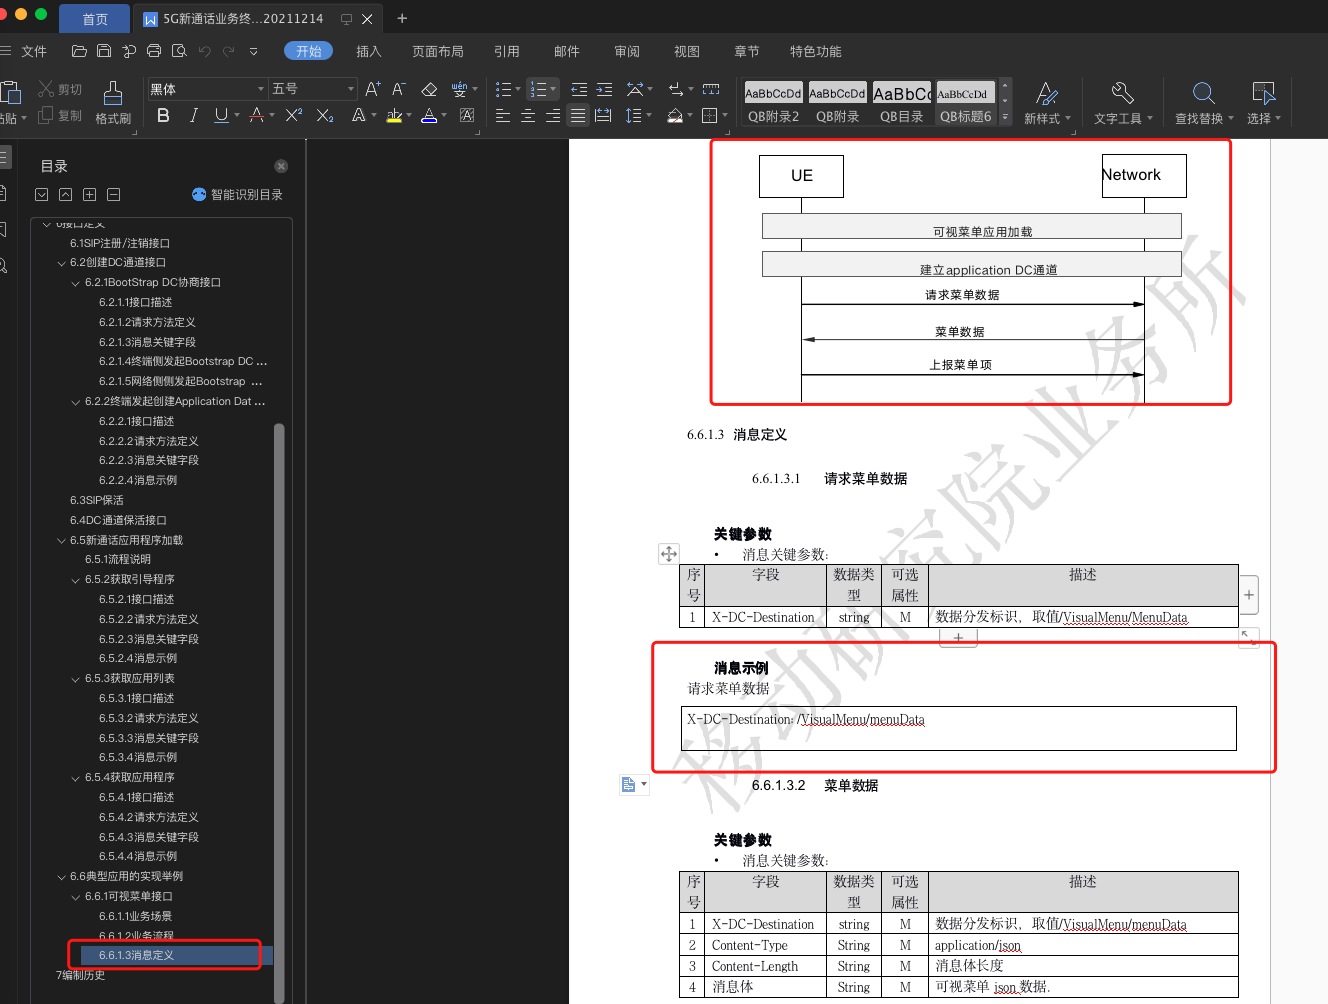 首页
5G新通话业务终...20211214
文件
开始
插入
页面布局
引用
邮件
审阅
视图
章节
特色功能
剪切
复制
粘贴
格式刷
黑体
五号
AaBbCcDd
AaBbCcDd
AaBbCc
AaBbCcDd
QB附录2
QB附录
QB目录
QB标题6
新样式
文字工具
查找替换
选择
目录
智能识别目录
6接口定义
6.1SIP注册/注销接口
6.2创建DC通道接口
6.2.1BootStrap DC协商接口
6.2.1.1接口描述
6.2.1.2请求方法定义
6.2.1.3消息关键字段
6.2.1.4终端侧发起Bootstrap DC ...
6.2.1.5网络侧侧发起Bootstrap ...
6.2.2终端发起创建Application Dat ...
6.2.2.1接口描述
6.2.2.2请求方法定义
6.2.2.3消息关键字段
6.2.2.4消息示例
6.3SIP保活
6.4DC通道保活接口
6.5新通话应用程序加载
6.5.1流程说明
6.5.2获取引导程序
6.5.2.1接口描述
6.5.2.2请求方法定义
6.5.2.3消息关键字段
6.5.2.4消息示例
6.5.3获取应用列表
6.5.3.1接口描述
6.5.3.2请求方法定义
6.5.3.3消息关键字段
6.5.3.4消息示例
6.5.4获取应用程序
6.5.4.1接口描述
6.5.4.2请求方法定义
6.5.4.3消息关键字段
6.5.4.4消息示例
6.6典型应用的实现举例
6.6.1可视菜单接口
6.6.1.1业务场景
6.6.1.2业务流程
6.6.1.3消息定义
7编制历史
UE
Network
可视菜单应用加载
建立application DC通道
请求菜单数据
菜单数据
上报菜单项
6.6.1.3 消息定义
6.6.1.3.1 请求菜单数据
关键参数
• 消息关键参数:
序号 字段 数据类型 可选属性 描述
1 X-DC-Destination string M 数据分发标识，取值/VisualMenu/MenuData
消息示例
请求菜单数据
X-DC-Destination: /VisualMenu/menuData
6.6.1.3.2 菜单数据
关键参数
• 消息关键参数:
序号 字段 数据类型 可选属性 描述
1 X-DC-Destination string M 数据分发标识，取值/VisualMenu/menuData
2 Content-Type String M application/json
3 Content-Length String M 消息体长度
4 消息体 String M 可视菜单 json 数据.
移动研究院业务所